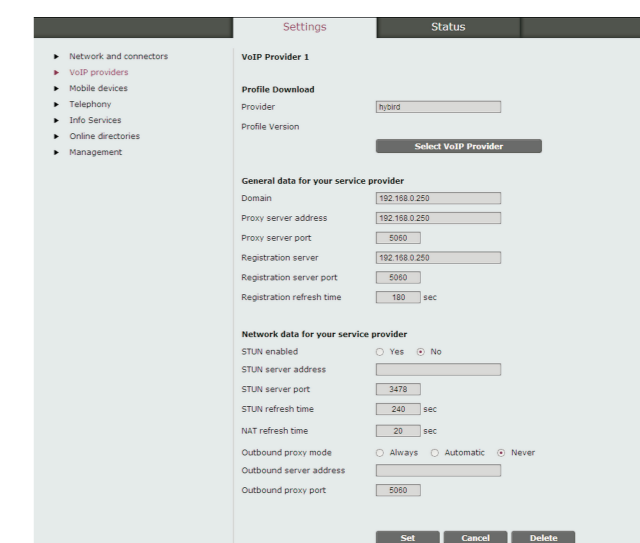 Settings Status
Network and connectors
VoIP providers
Mobile devices
Telephony
Info Services
Online directories
Management
VoIP Provider 1
Profile Download
Provider hybird
Profile Version
Select VoIP Provider
General data for your service provider
Domain 192.168.0.250
Proxy server address 192.168.0.250
Proxy server port 5060
Registration server 192.168.0.250
Registration server port 5060
Registration refresh time 180 sec
Network data for your service provider
STUN enabled Yes No
STUN server address
STUN server port 3478
STUN refresh time 240 sec
NAT refresh time 20 sec
Outbound proxy mode Always Automatic Never
Outbound server address
Outbound proxy port 5060
Set Cancel Delete